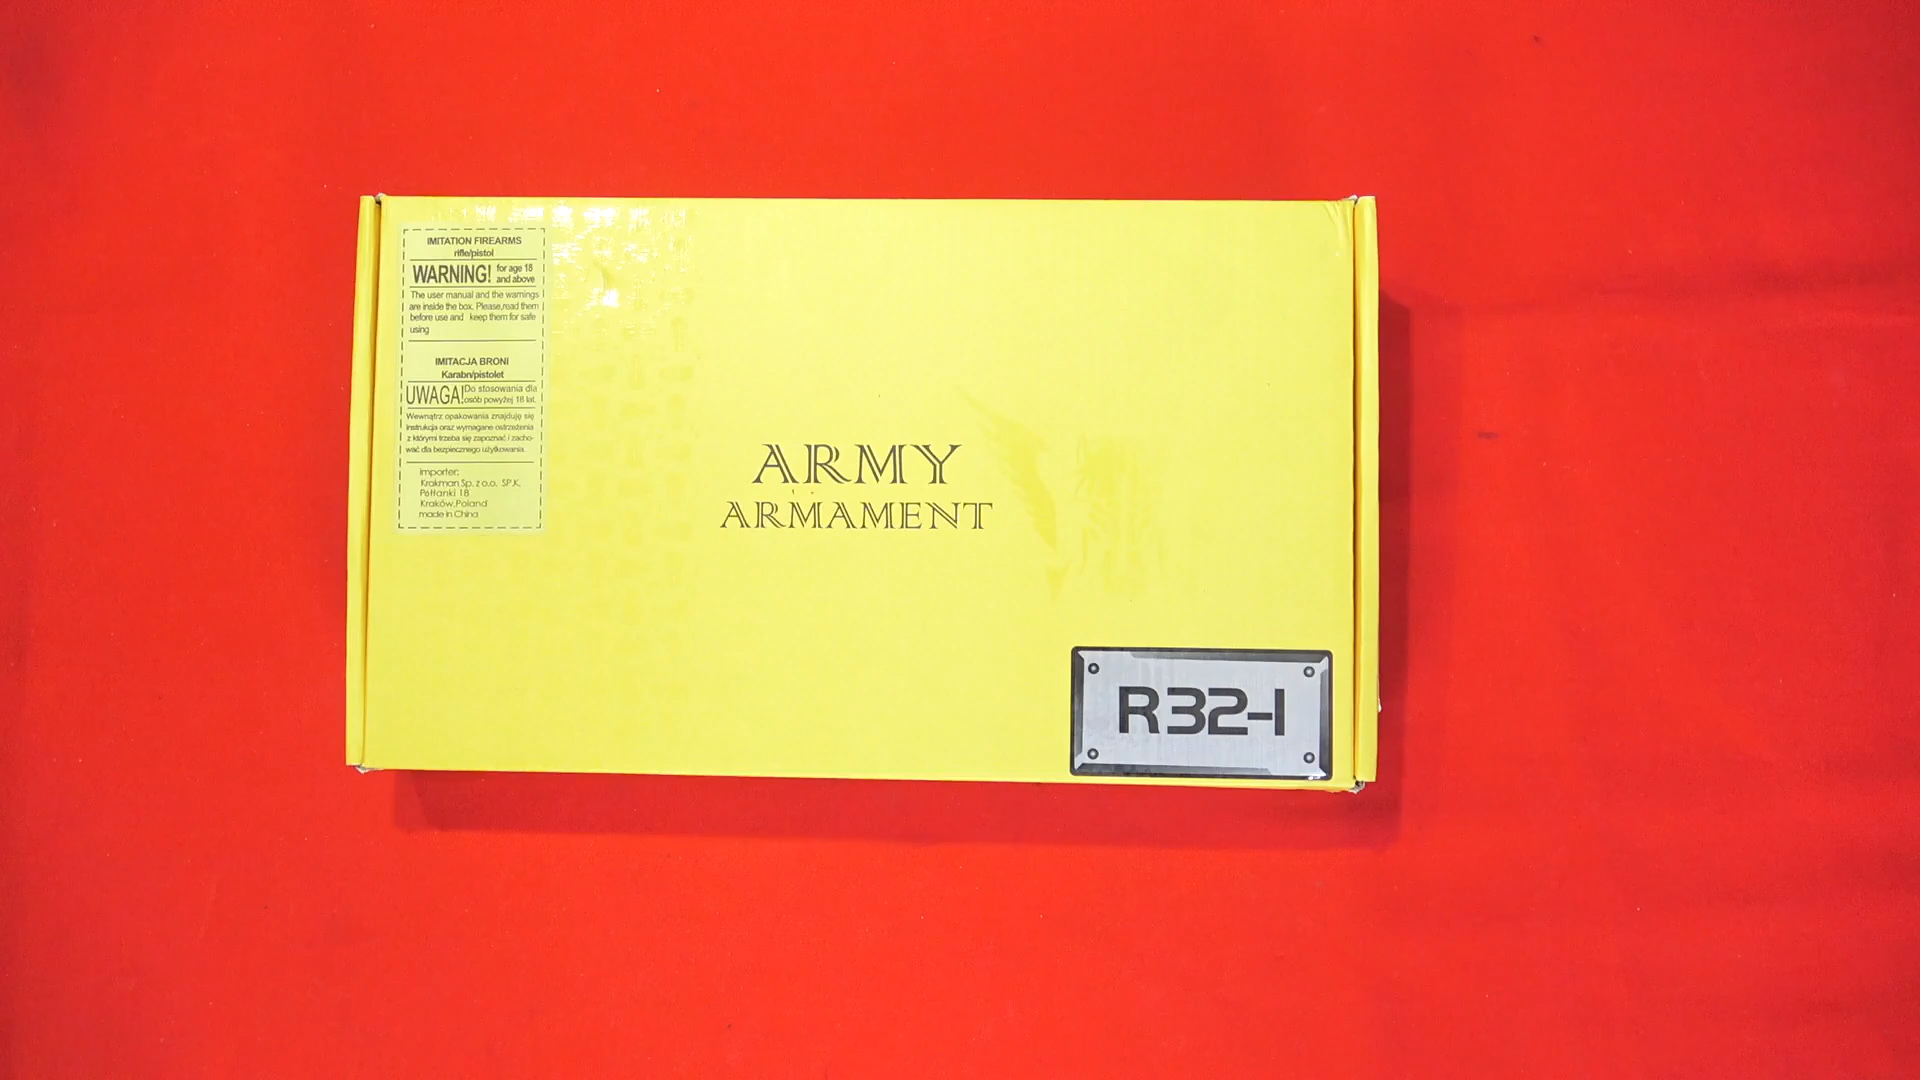 IMITATION FIREARMS
rifle/pistol
WARNING! for age 18
and above
The user manual and the warnings
are inside the box. Please,read them
before use and keep them for safe
using
IMITACJA BRONI
Karabn/pistolet
UWAGA! Do stosowania dla
osób powyżej 18 lat.
Wewnątrz opakowania znajduję się
instrukcja oraz wymagane ostrzeżenia
z którymi trzeba się zapoznać i zacho-
wać dla bezpiecznego użytkowania.
Importer:
Krakman Sp. z o.o. SP.K.
Półłanki 18
Kraków,Poland
made in China
ARMY
ARMAMENT
R32-1